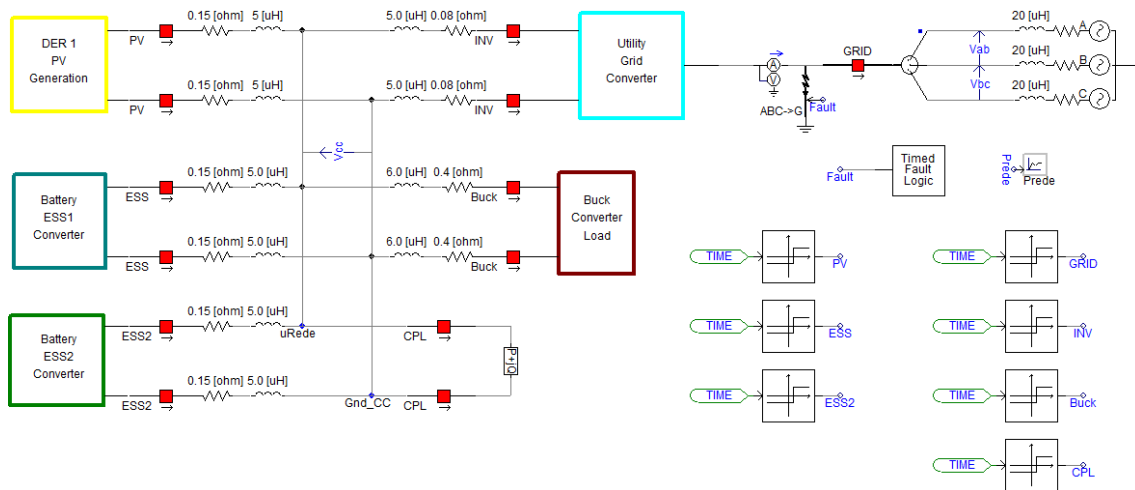 0.15 [ohm] 5 [uH]
5.0 [uH] 0.08 [ohm]
20 [uH]
A
DER 1
PV
Generation
PV
INV
Utility
Grid
Converter
GRID
Vab
20 [uH]
B
A
V
0.15 [ohm] 5 [uH]
5.0 [uH] 0.08 [ohm]
Vbc
20 [uH]
C
PV
INV
ABC->G
Fault
Vcc
Timed
Fault
Logic
Fault
Prede
Prede
0.15 [ohm] 5.0 [uH]
6.0 [uH] 0.4 [ohm]
Battery
ESS1
Converter
ESS
Buck
Buck
Converter
Load
0.15 [ohm] 5.0 [uH]
6.0 [uH] 0.4 [ohm]
ESS
Buck
TIME
PV
TIME
GRID
0.15 [ohm] 5.0 [uH]
Battery
ESS2
Converter
ESS2
uRede
CPL
P+jQ
TIME
ESS
TIME
INV
0.15 [ohm] 5.0 [uH]
ESS2
Gnd_CC
CPL
TIME
ESS2
TIME
Buck
TIME
CPL